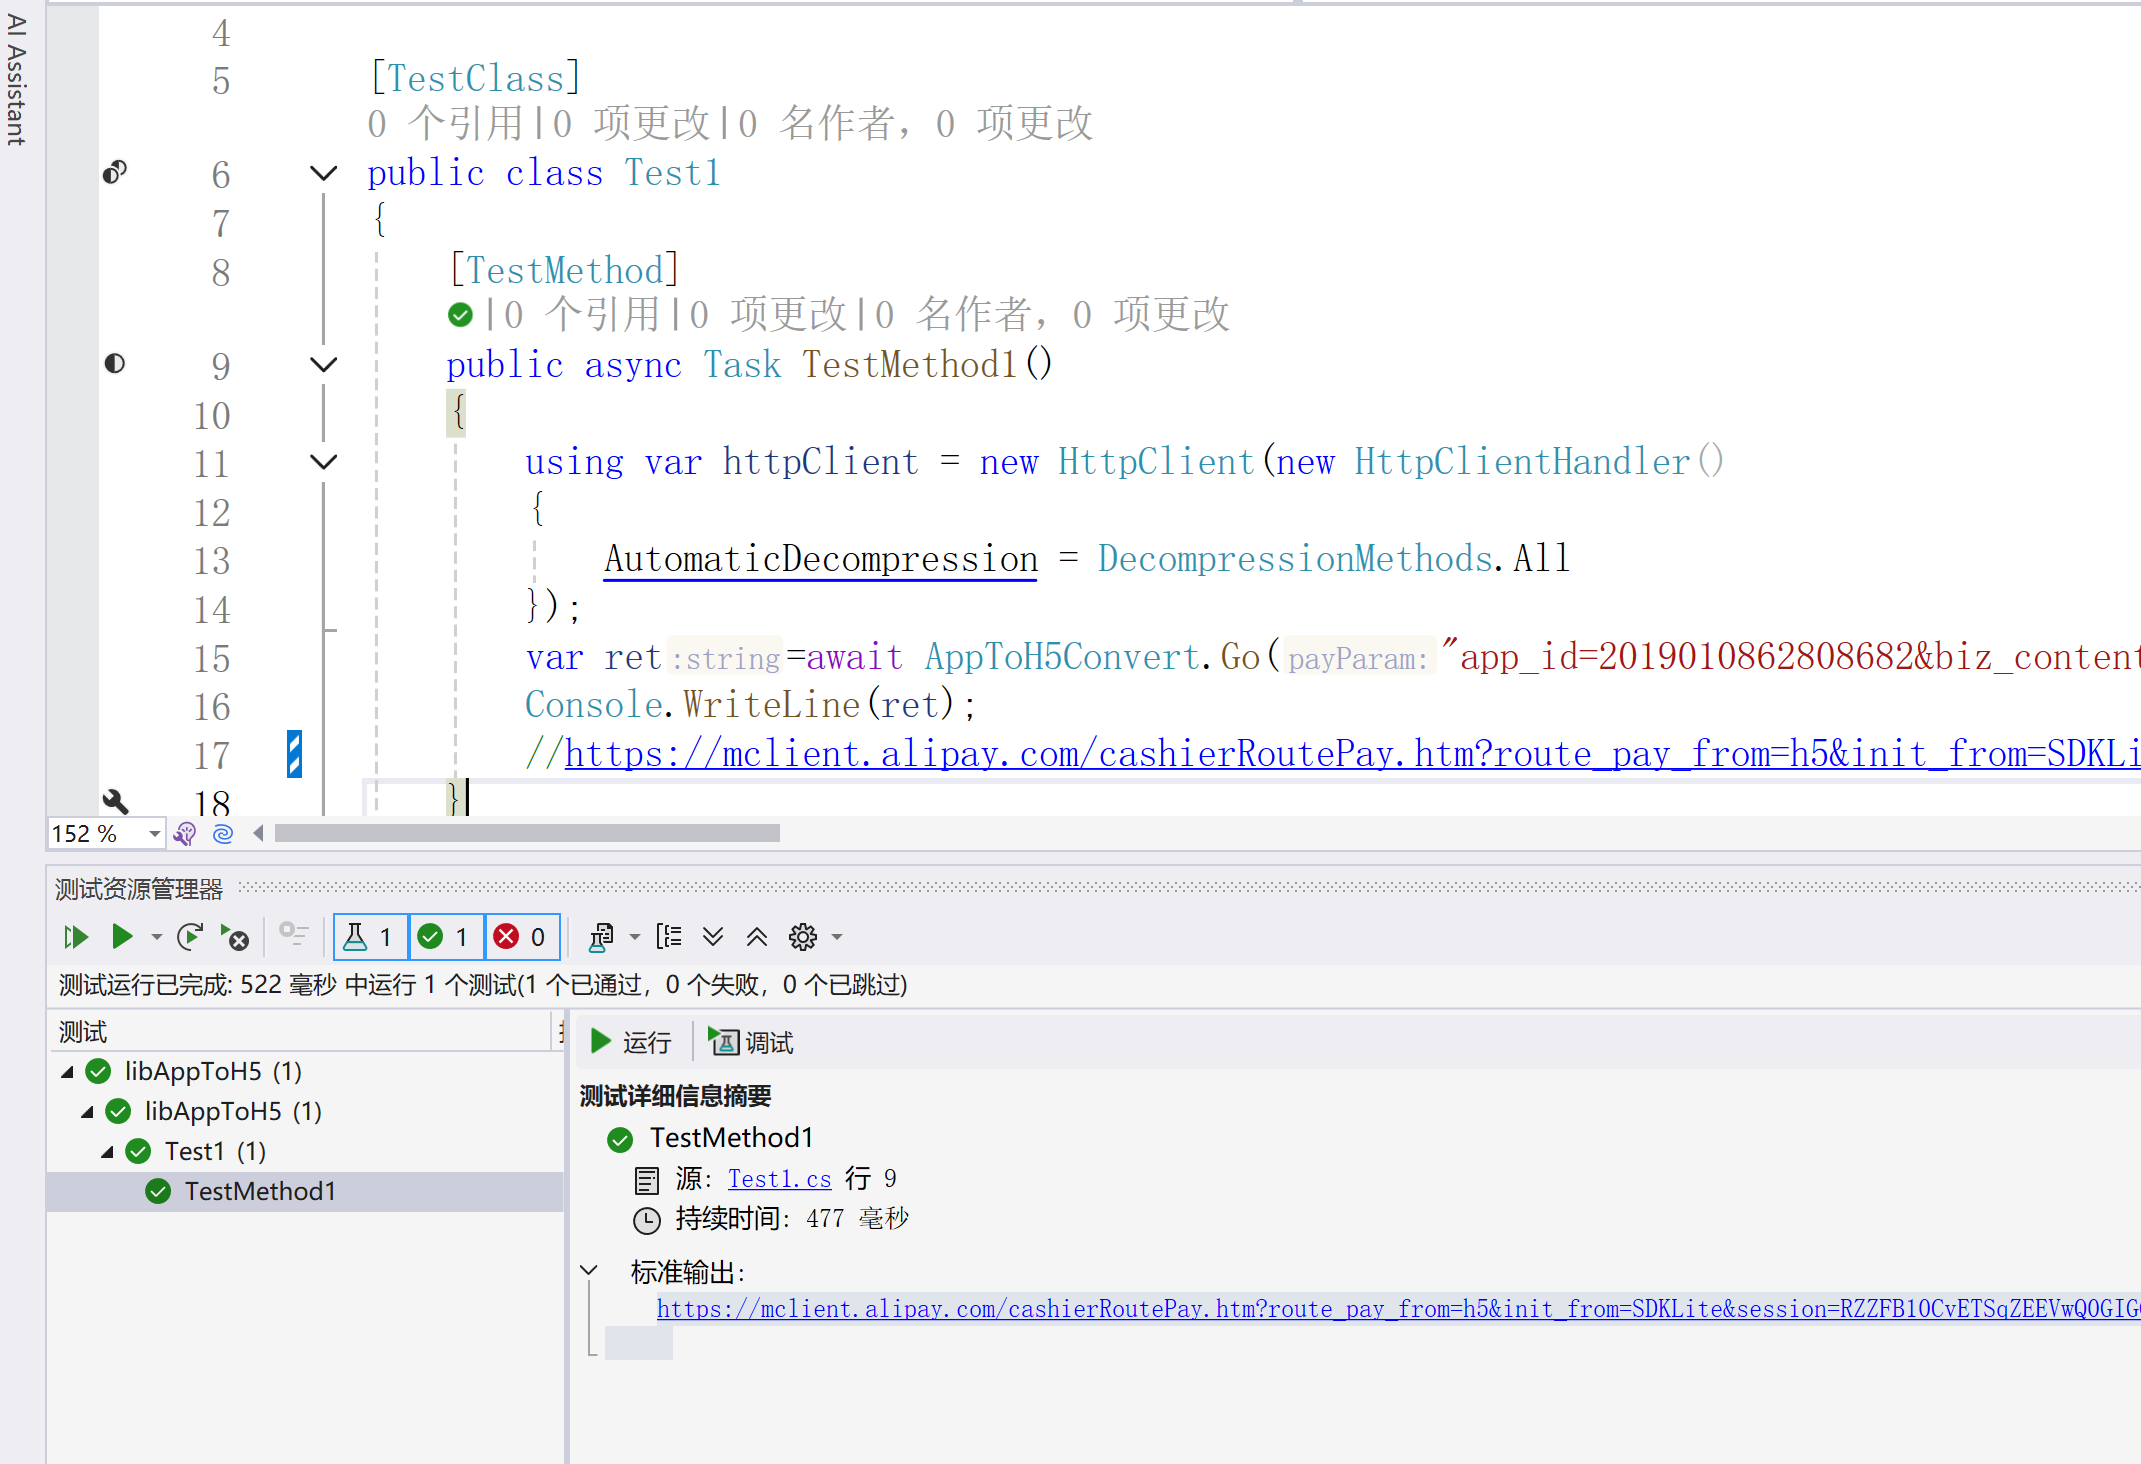 AI Assistant
4
5 [TestClass]
0 个引用|0 项更改|0 名作者，0 项更改
6 public class Test1
7 {
8 [TestMethod]
|0 个引用|0 项更改|0 名作者，0 项更改
9 public async Task TestMethod1()
10 {
11 using var httpClient = new HttpClient(new HttpClientHandler()
12 {
13 AutomaticDecompression = DecompressionMethods.All
14 });
15 var ret:string=await AppToH5Convert.Go(payParam:"app_id=2019010862808682&biz_content
16 Console.WriteLine(ret);
17 //https://mclient.alipay.com/cashierRoutePay.htm?route_pay_from=h5&init_from=SDKLi
18 }
152 %
测试资源管理器
1 1 0
测试运行已完成: 522 毫秒 中运行 1 个测试(1 个已通过，0 个失败，0 个已跳过)
测试
运行 调试
libAppToH5 (1)
libAppToH5 (1)
Test1 (1)
TestMethod1
测试详细信息摘要
TestMethod1
源: Test1.cs 行 9
持续时间: 477 毫秒
标准输出:
https://mclient.alipay.com/cashierRoutePay.htm?route_pay_from=h5&init_from=SDKLite&session=RZZFB10CvETSqZEEVwQ0GIG